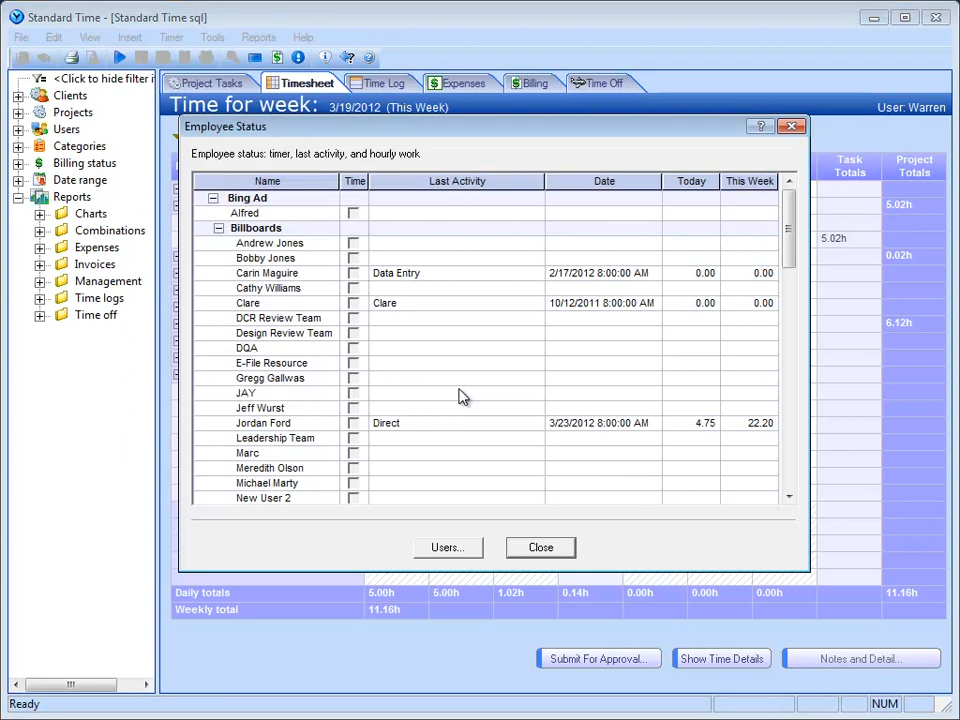 Standard Time - [Standard Time sql]
File Edit View Insert Timer Tools Reports Help
<Click to hide filter i
Clients
Projects
Users
Categories
Billing status
Date range
Reports
Charts
Combinations
Expenses
Invoices
Management
Time logs
Time off
Project Tasks Timesheet Time Log Expenses Billing Time Off
Time for week: 3/19/2012 (This Week) User: Warren
Employee Status
Employee status: timer, last activity, and hourly work
Name Time Last Activity Date Today This Week
Bing Ad
Alfred
Billboards
Andrew Jones
Bobby Jones
Carin Maguire Data Entry 2/17/2012 8:00:00 AM 0.00 0.00
Cathy Williams
Clare Clare 10/12/2011 8:00:00 AM 0.00 0.00
DCR Review Team
Design Review Team
DQA
E-File Resource
Gregg Gallwas
JAY
Jeff Wurst
Jordan Ford Direct 3/23/2012 8:00:00 AM 4.75 22.20
Leadership Team
Marc
Meredith Olson
Michael Marty
New User 2
Users... Close
Task Totals
Project Totals
5.02h
5.02h
0.02h
6.12h
Daily totals 5.00h 5.00h 1.02h 0.14h 0.00h 0.00h 0.00h 11.16h
Weekly total 11.16h
Submit For Approval... Show Time Details Notes and Detail...
Ready NUM